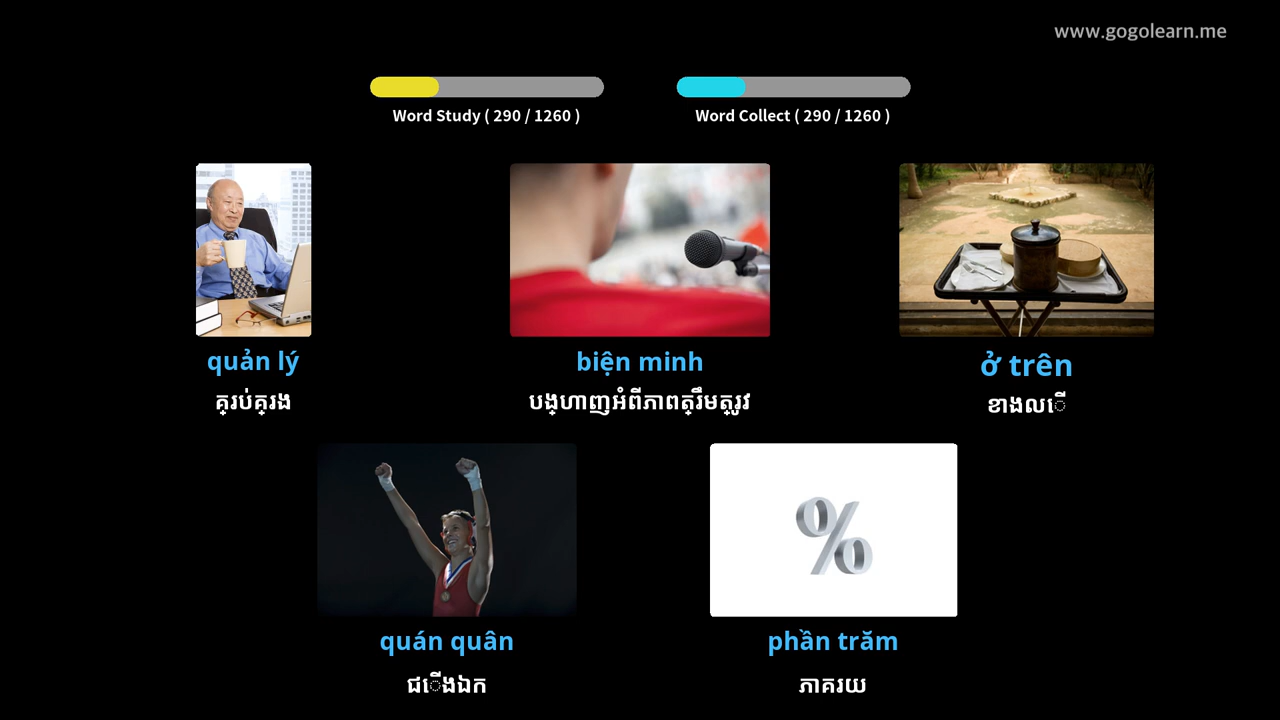 www.gogolearn.me
Word Study ( 290 / 1260 )
Word Collect ( 290 / 1260 )
quản lý
គ្រប់គ្រង
biện minh
បង្ហាញអំពីភាពត្រឹមត្រូវ
ở trên
ខាងលើ
quán quân
ជើងឯក
phần trăm
ភាគរយ